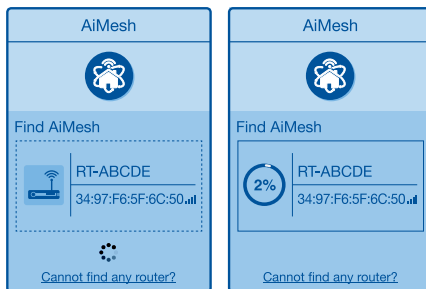 AiMesh
Find AiMesh
RT-ABCDE
34:97:F6:5F:6C:50
Cannot find any router?
AiMesh
Find AiMesh
2%
RT-ABCDE
34:97:F6:5F:6C:50
Cannot find any router?